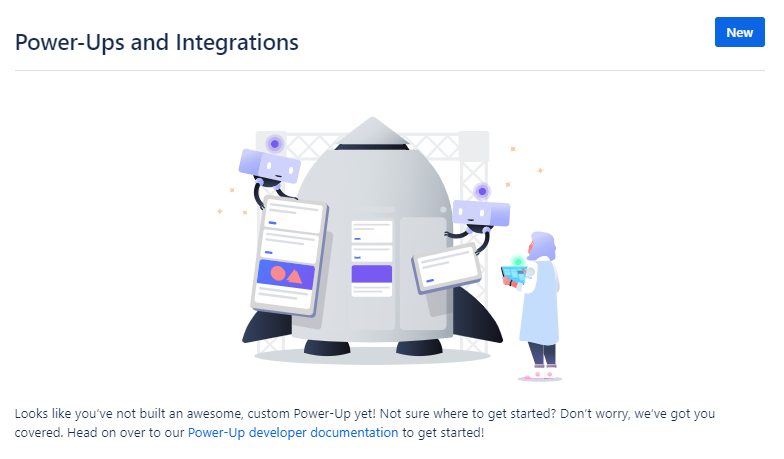 Power-Ups and Integrations
New
Looks like you've not built an awesome, custom Power-Up yet! Not sure where to get started? Don't worry, we've got you
covered. Head on over to our Power-Up developer documentation to get started!